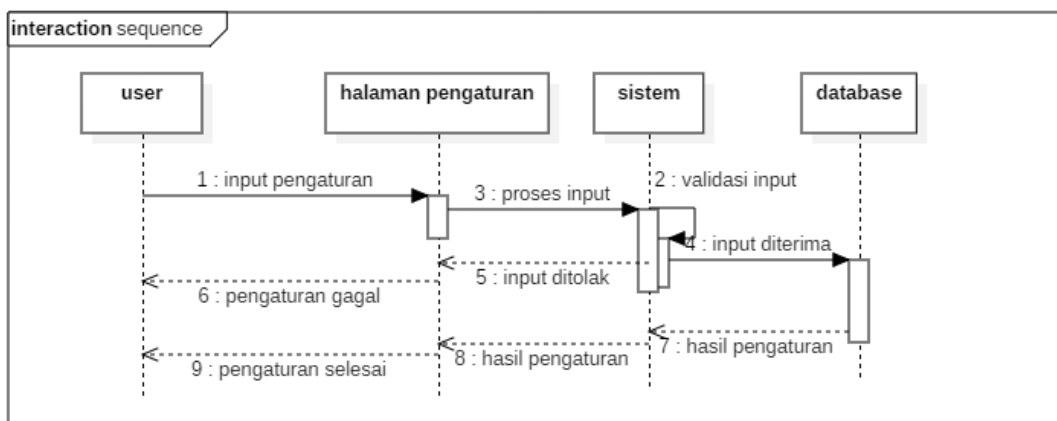 interaction sequence
user
halaman pengaturan
sistem
database
1 : input pengaturan
3 : proses input
2 : validasi input
4 : input diterima
5 : input ditolak
6 : pengaturan gagal
7 : hasil pengaturan
8 : hasil pengaturan
9 : pengaturan selesai